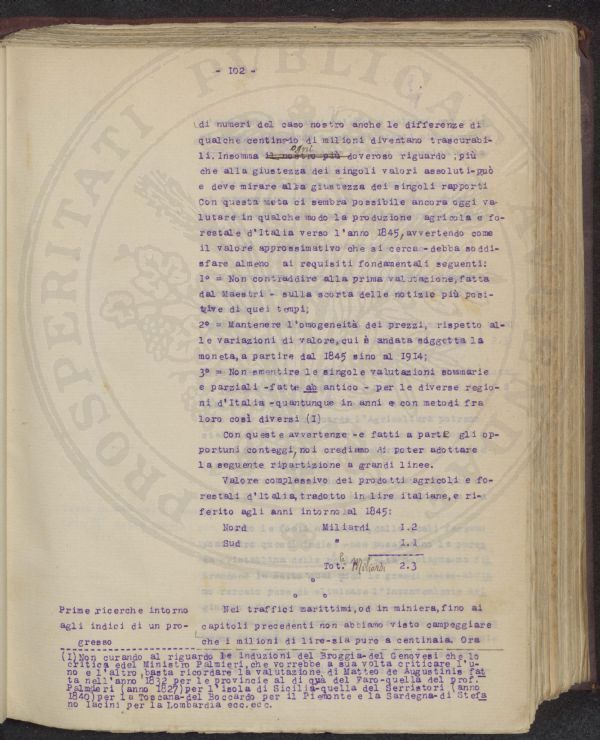 - 102 -
di numeri del caso nostro anche le differenze di
qualche centinaio di milioni diventano trascurabi-
li. Insomma il nostro più ogni doveroso riguardo, più
che alla giustezza dei singoli valori assoluti-può
e deve mirare alla giustezza dei singoli rapporti
Con questa meta ci sembra possibile ancora oggi va-
lutare in qualche modo la produzione agricola e fo-
restale d'Italia verso l'anno 1845, avvertendo come
il valore approssimativo che si cerca -debba soddi-
sfare almeno ai requisiti fondamentali seguenti:
1° = Non contraddire alla prima valutazione, fatta
dal Maestri - sulla scorta delle notizie più posi-
tive di quei tempi;
2° = Mantenere l'omogeneità dei prezzi, rispetto al-
le variazioni di valore, cui è andata soggetta la
moneta, a partire dal 1845 sino al 1914;
3° = Non smentire le singole valutazioni sommarie
e parziali -fatte ab antico - per le diverse regio-
ni d'Italia -quantunque in anni e con metodi fra
loro così diversi (I)
Con queste avvertenze -e fatti a parte gli op-
portuni conteggi, noi crediamo di poter adottare
la seguente ripartizione a grandi linee.
Valore complessivo dei prodotti agricoli e fo-
restali d'Italia, tradotto in lire italiane, e ri-
ferito agli anni intorno al 1845:
Nord Miliardi 1.2
Sud " 1.1
Tot. Miliardi 2.3
Prime ricerche intorno
agli indici di un pro-
gresso
Nei traffici marittimi, od in miniera, fino ai
capitoli precedenti non abbiamo visto campeggiare
che i milioni di lire-sia pure a centinaia. Ora
(I) Non curando al riguardo le induzioni del Broggia-del Genovesi che lo
critica edel Ministro Palmieri, che vorrebbe a sua volta criticare l'u-
no e l'altro, basta ricordare la valutazione di Matteo de Augustinis fat
ta nell'anno 1832 per le provincie al di quà del Faro-quella del prof.
Palmieri (anno 1827) per l'isola di Sicilia-quella del Serristori (anno
1840) per la Toscana-del Boccardo per il Piemonte e la Sardegna-di Stefa
no Iacini per la Lombardia ecc. ecc.